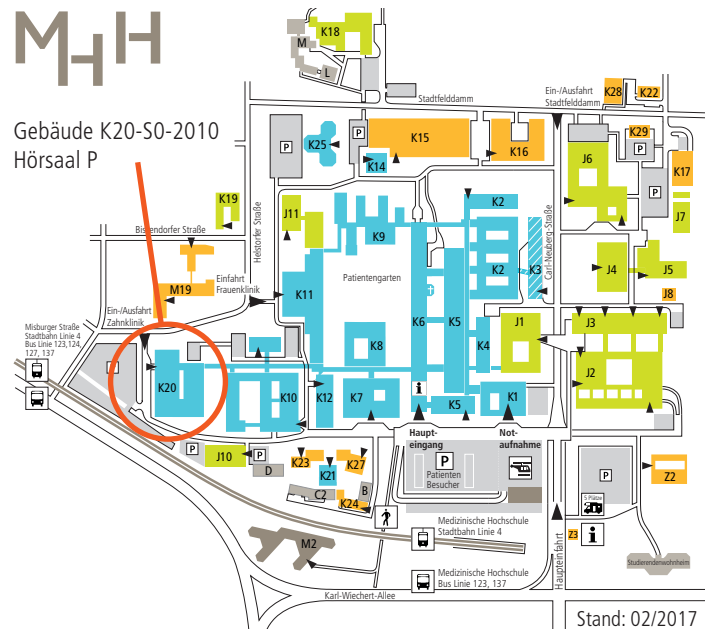 MHH
Gebäude K20-S0-2010
Hörsaal P
K18
M
L
Stadtfelddamm
Ein-/Ausfahrt
Stadtfelddamm
K28
K22
K29
P
K17
P
K25
P
K14
K15
K16
J6
P
J7
K19
Bissendorfer Straße
Helstorfer Straße
J11
K9
K2
K2
K3
Carl-Neuberg-Straße
J4
J5
J8
M19
Einfahrt
Frauenklinik
Patientengarten
K11
K6
K5
Ein-/Ausfahrt
Zahnklinik
Misburger Straße
Stadtbahn Linie 4
Bus Linie 123,124,
127, 137
P
K8
K4
J1
J3
J2
K20
K10
K12
K7
i
K5
K1
Haupt-
eingang
Not-
aufnahme
P
Patienten
Besucher
P
J10
P
D
K23
K21
K27
C2
B
K24
P
5 Plätze
Z2
M2
Medizinische Hochschule
Stadtbahn Linie 4
Z3
i
Haupteinfahrt
Studierendenwohnheim
Medizinische Hochschule
Bus Linie 123, 137
Karl-Wiechert-Allee
Stand: 02/2017